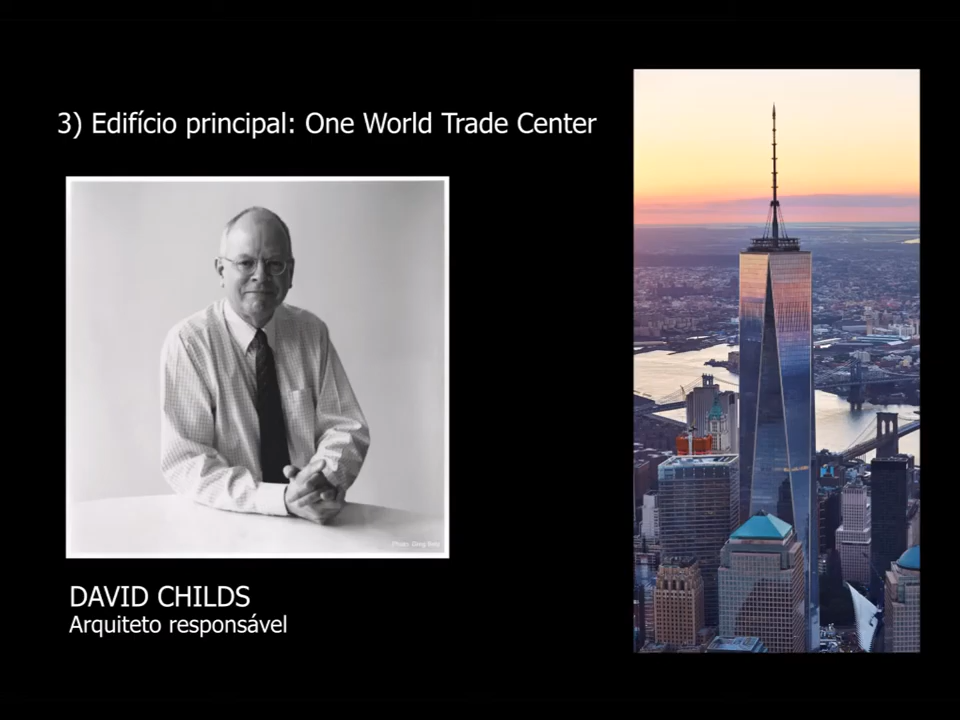 3) Edifício principal: One World Trade Center
DAVID CHILDS
Arquiteto responsável